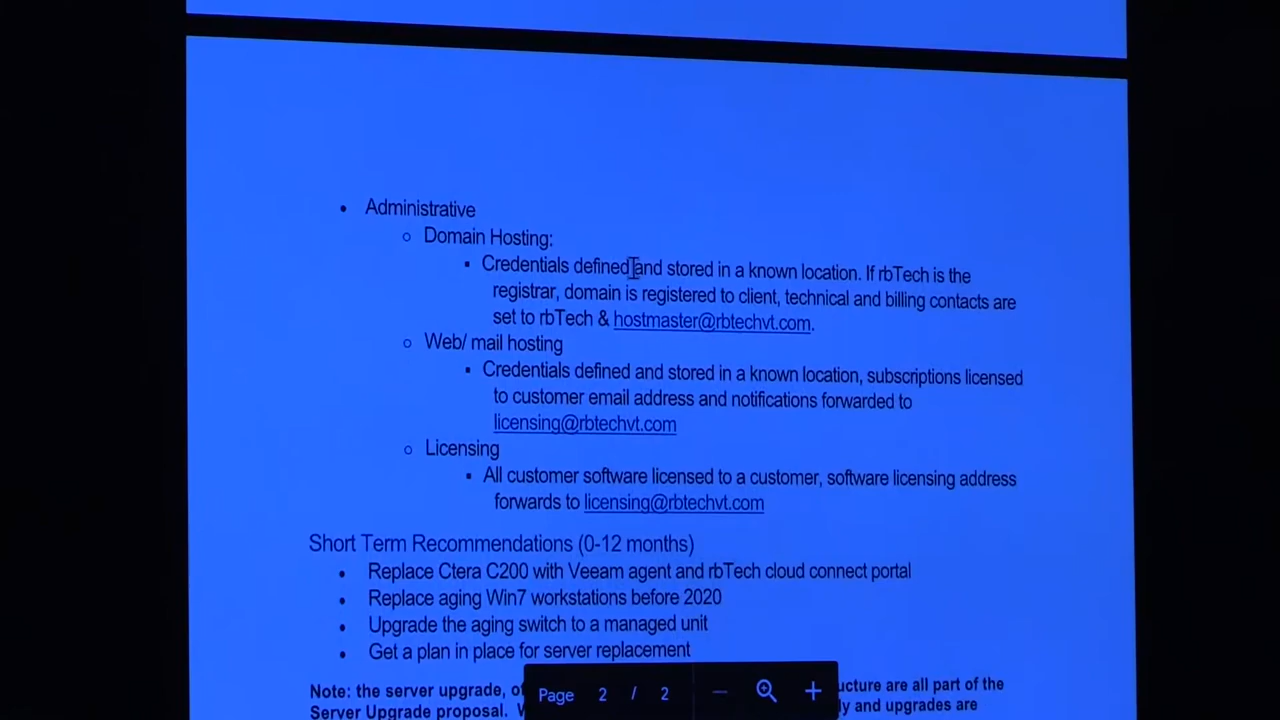 • Administrative
o Domain Hosting:
▪ Credentials defined and stored in a known location. If rbTech is the
registrar, domain is registered to client, technical and billing contacts are
set to rbTech & hostmaster@rbtechvt.com.
o Web/ mail hosting
▪ Credentials defined and stored in a known location, subscriptions licensed
to customer email address and notifications forwarded to
licensing@rbtechvt.com
o Licensing
▪ All customer software licensed to a customer, software licensing address
forwards to licensing@rbtechvt.com
Short Term Recommendations (0-12 months)
• Replace Ctera C200 with Veeam agent and rbTech cloud connect portal
• Replace aging Win7 workstations before 2020
• Upgrade the aging switch to a managed unit
• Get a plan in place for server replacement
Note: the server upgrade, are all part of the
Server Upgrade proposal. and upgrades are
Page 2 / 2